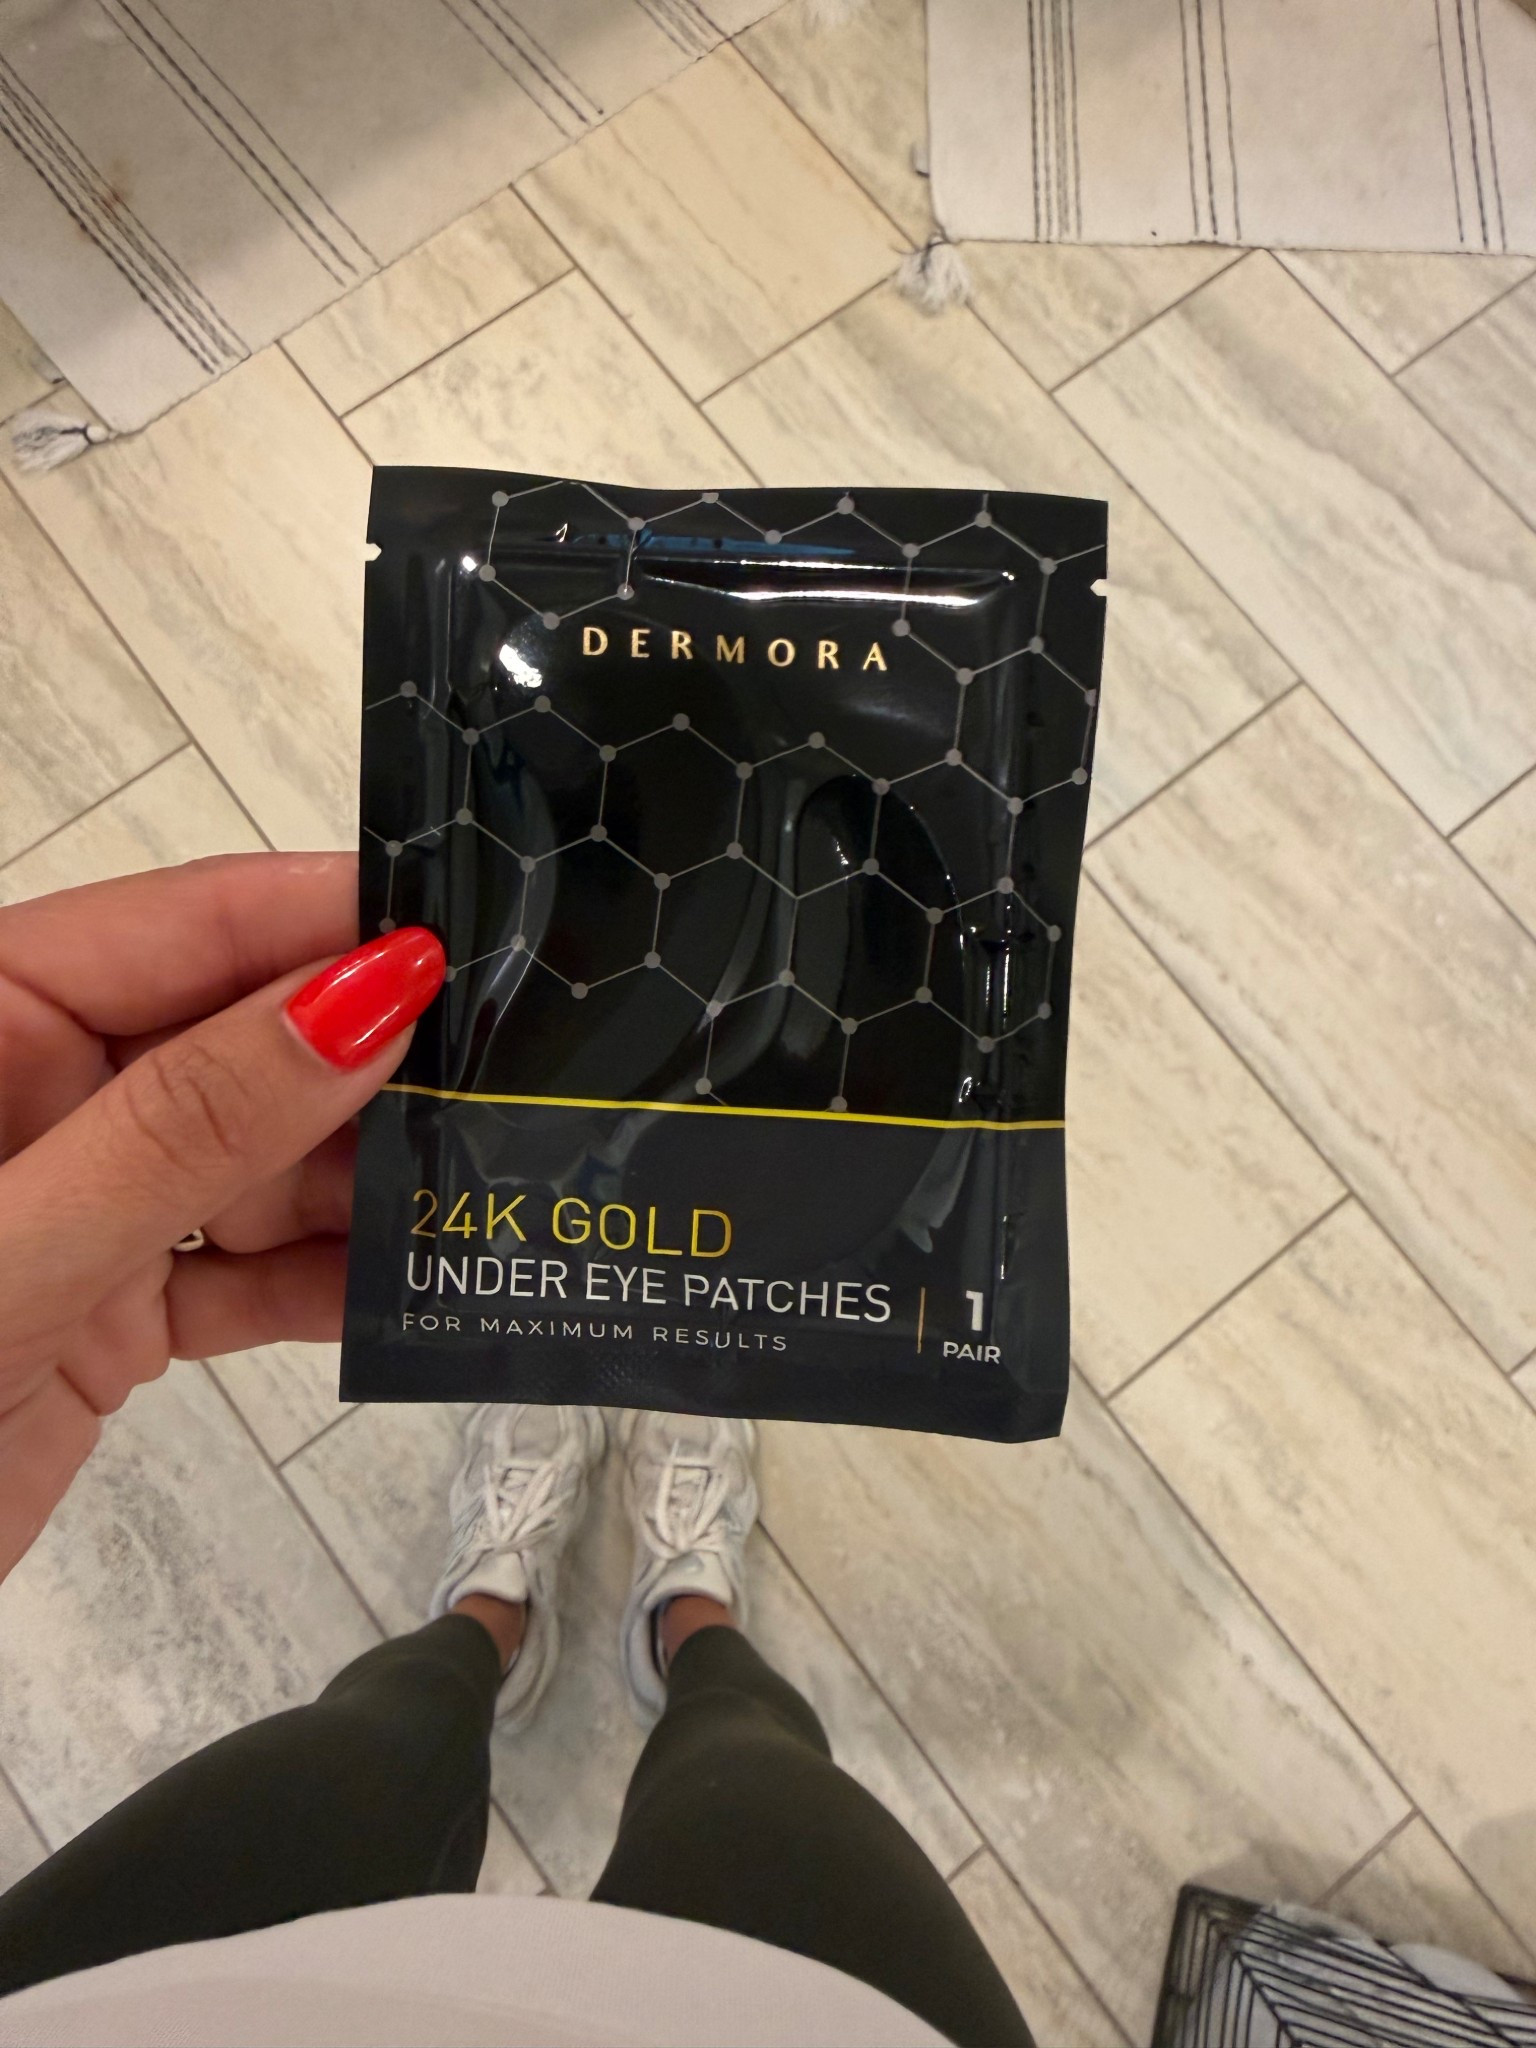 DERMORA
24K GOLD
UNDER EYE PATCHES
FOR MAXIMUM RESULTS
1
PAIR